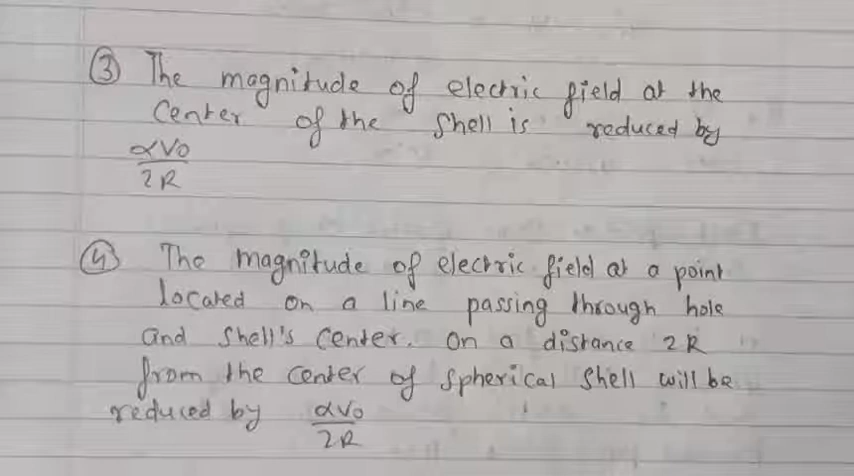 ③ The magnitude of electric field at the
Center of the Shell is reduced by
αV0
2R
④ The magnitude of electric field at a point
located on a line passing through hole
and shell's Center. On a distance 2R
from the center of spherical shell will be
reduced by αV0
2R